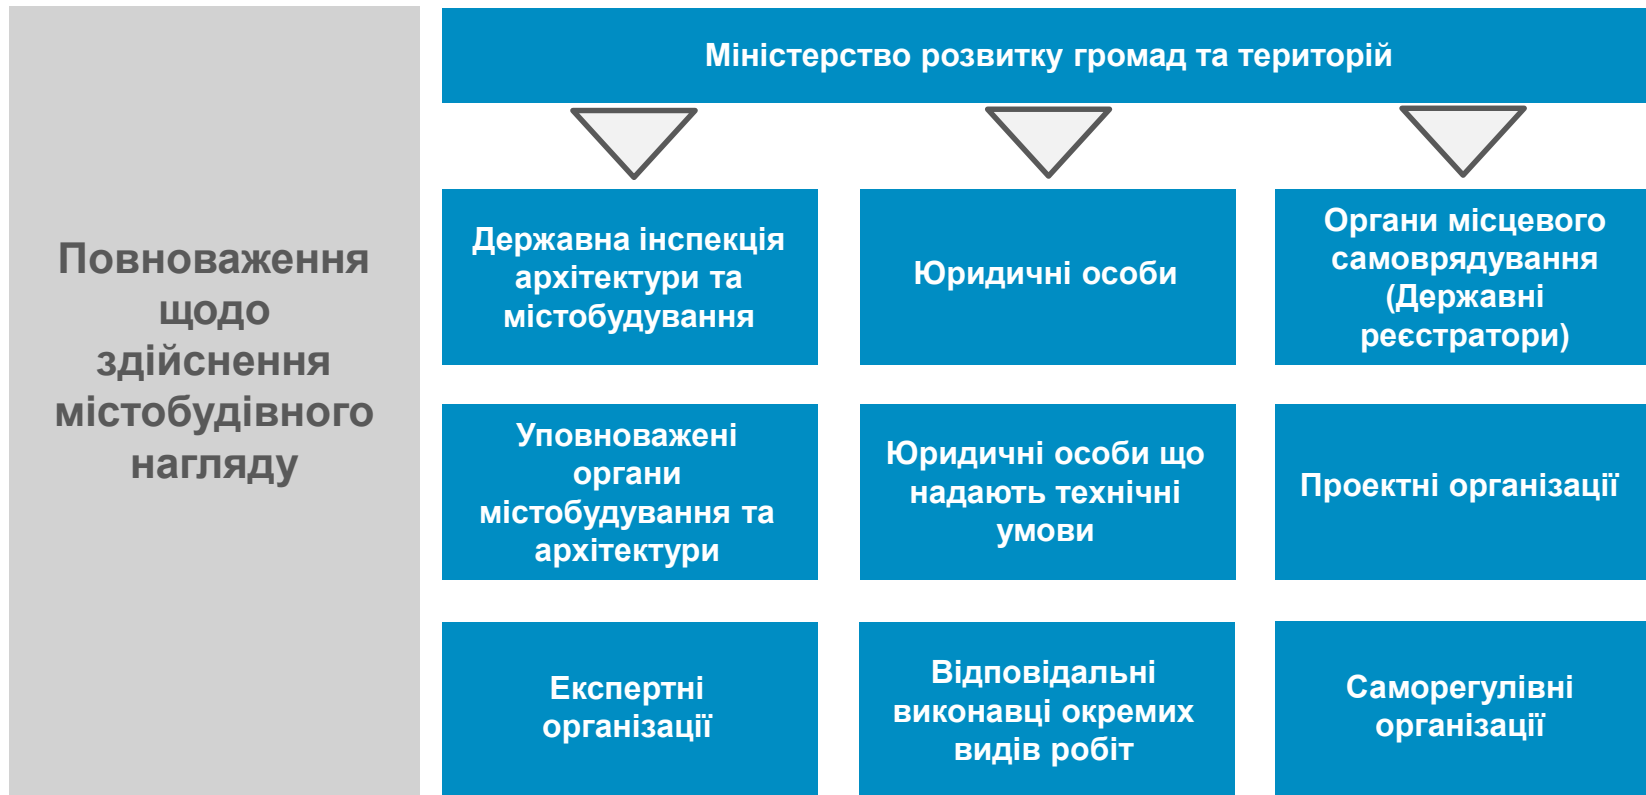 Повноваження
щодо
здійснення
містобудівного
нагляду
Міністерство розвитку громад та територій
Державна інспекція
архітектури та
містобудування
Юридичні особи
Органи місцевого
самоврядування
(Державні
реєстратори)
Уповноважені
органи
містобудування та
архітектури
Юридичні особи що
надають технічні
умови
Проектні організації
Експертні
організації
Відповідальні
виконавці окремих
видів робіт
Саморегулівні
організації